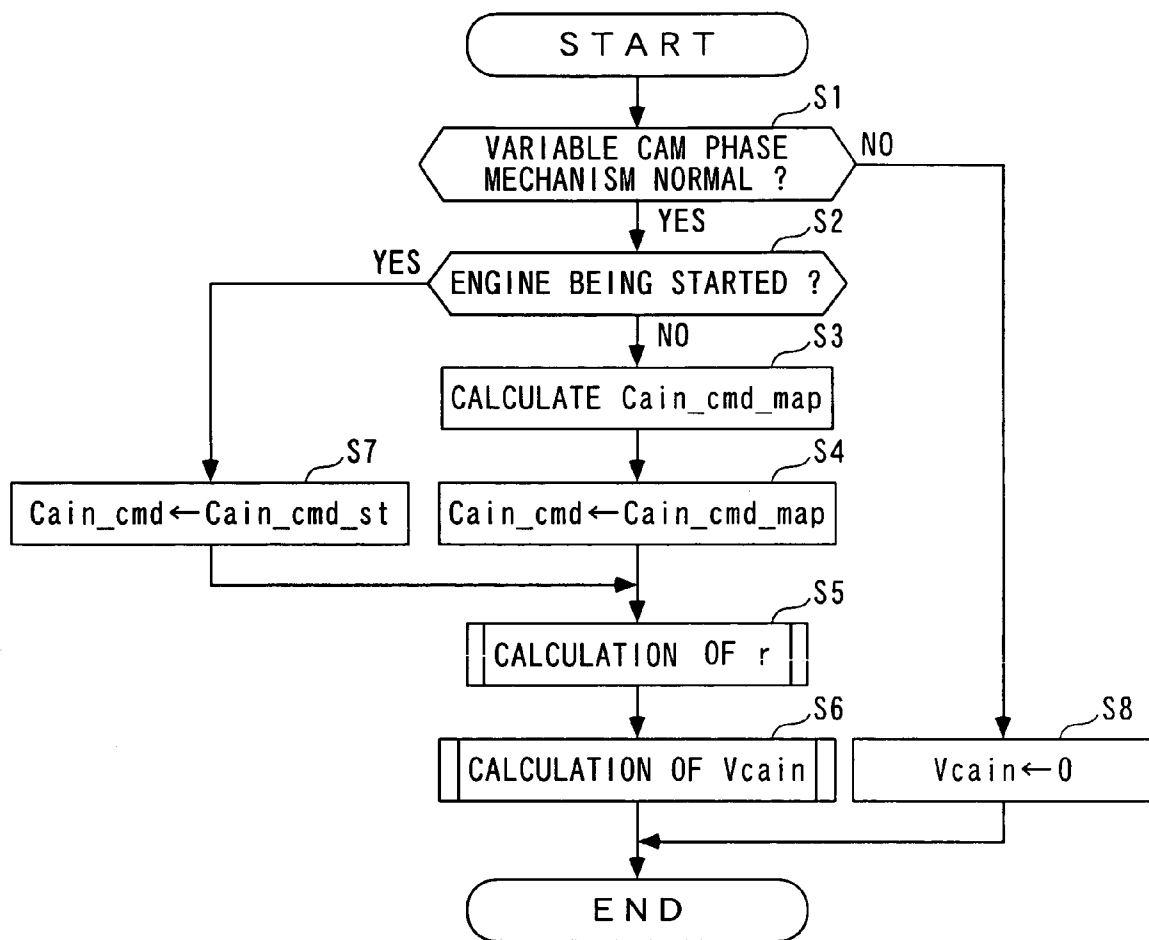 START
S1
VARIABLE CAM PHASE
MECHANISM NORMAL ?
NO
YES
S2
YES
ENGINE BEING STARTED ?
NO
S3
CALCULATE Cain_cmd_map
S7
S4
Cain_cmd←Cain_cmd_st
Cain_cmd←Cain_cmd_map
S5
CALCULATION OF r
S6
S8
CALCULATION OF Vcain
Vcain←0
END